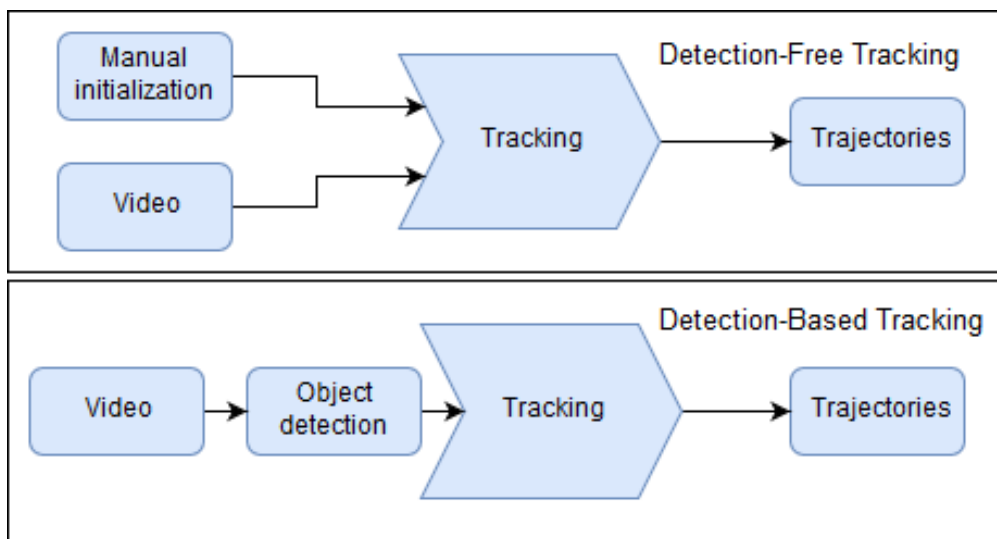 Detection-Free Tracking
Manual
initialization
Video
Tracking
Trajectories
Detection-Based Tracking
Video
Object
detection
Tracking
Trajectories